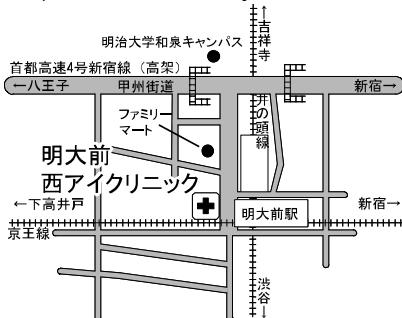 ↑吉祥寺
明治大学和泉キャンパス
首都高速4号新宿線（高架）
←八王子
甲州街道
新宿→
井の頭線
ファミリー
マート
明大前
西アイクリニック
←下高井戸
明大前駅
新宿→
京王線
渋谷↓